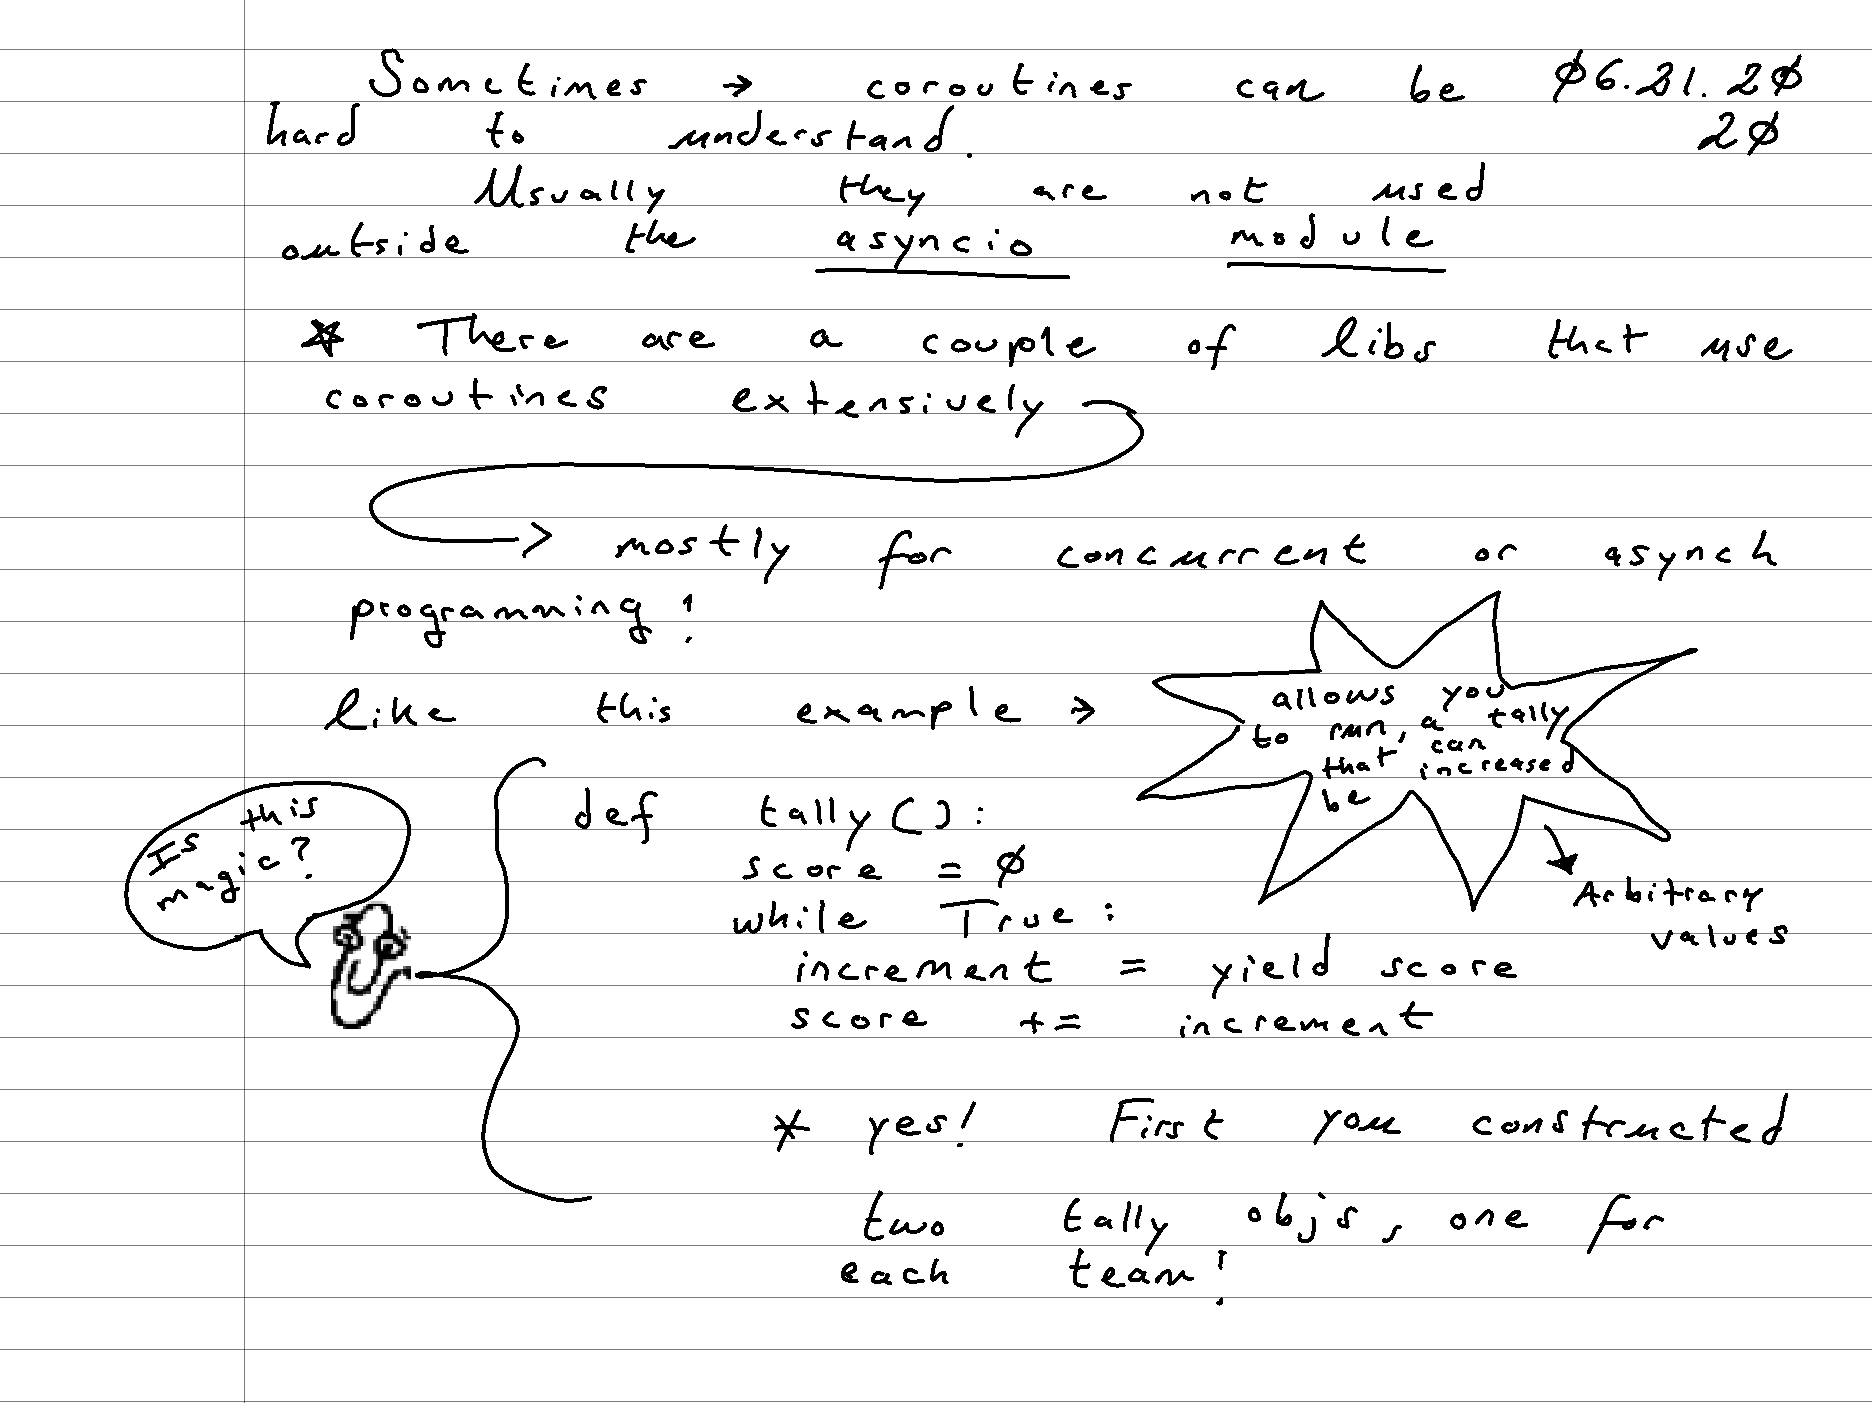 Sometimes → coroutines can be ø6.21.2ø
hard to understand. 2ø
Usually they are not used
outside the asyncio module
* There are a couple of libs that use
coroutines extensively
→ mostly for concurrent or asynch
programming!
like this example →
allows you
to run, a tally
that can
be increased
Arbitrary
values
Is this
magic?
def tally():
score = ø
while True:
increment = yield score
score += increment
* yes! First you constructed
two tally objs, one for
each team!